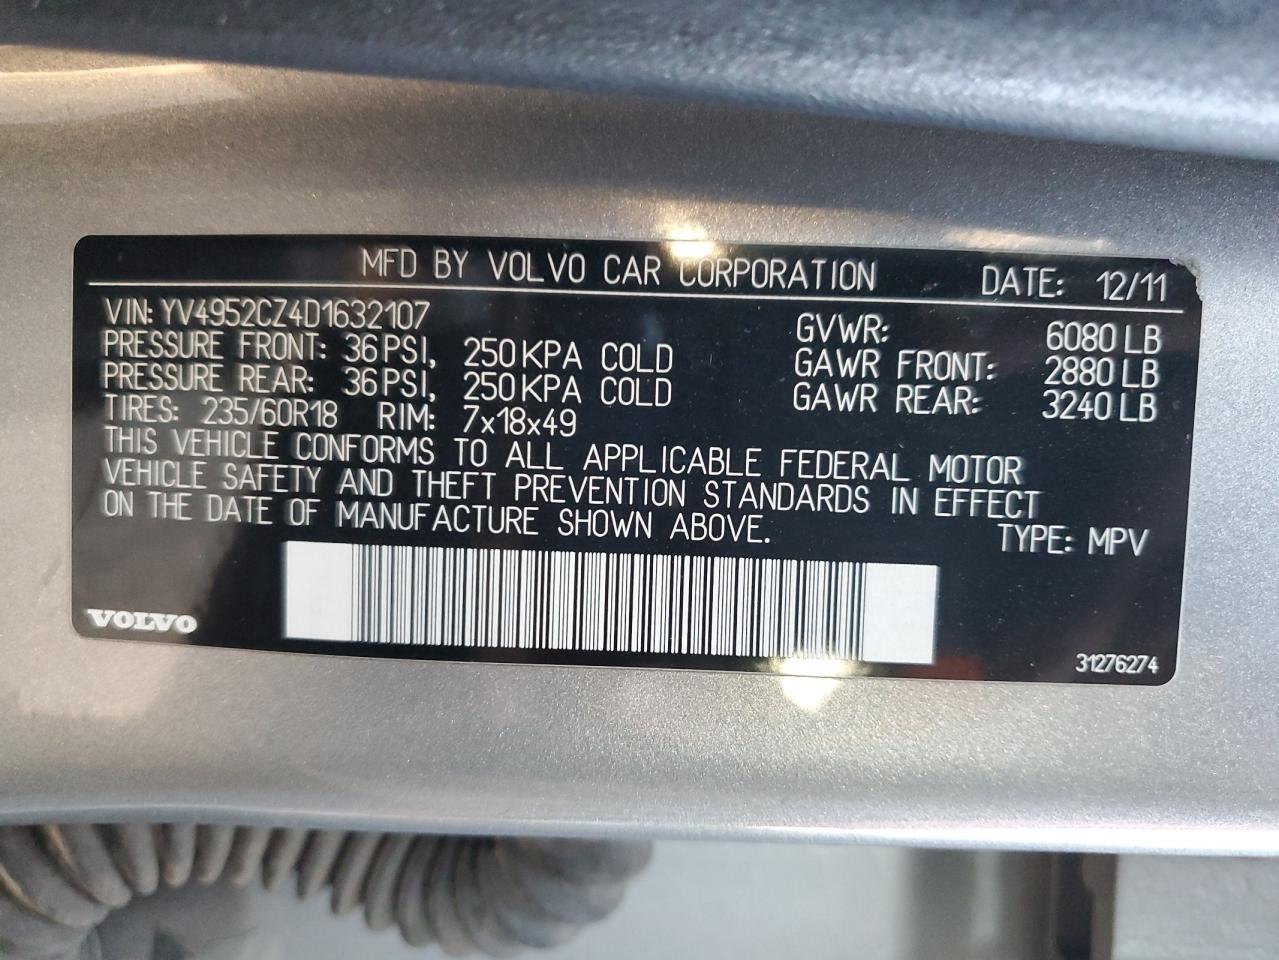 MFD BY VOLVO CAR CORPORATION DATE: 12/11
VIN: YV4952CZ4D1632107 GVWR: 6080 LB
PRESSURE FRONT: 36 PSI, 250 KPA COLD GAWR FRONT: 2880 LB
PRESSURE REAR: 36 PSI, 250 KPA COLD GAWR REAR: 3240 LB
TIRES: 235/60R18 RIM: 7x18x49
THIS VEHICLE CONFORMS TO ALL APPLICABLE FEDERAL MOTOR
VEHICLE SAFETY AND THEFT PREVENTION STANDARDS IN EFFECT
ON THE DATE OF MANUFACTURE SHOWN ABOVE. TYPE: MPV
VOLVO
31276274